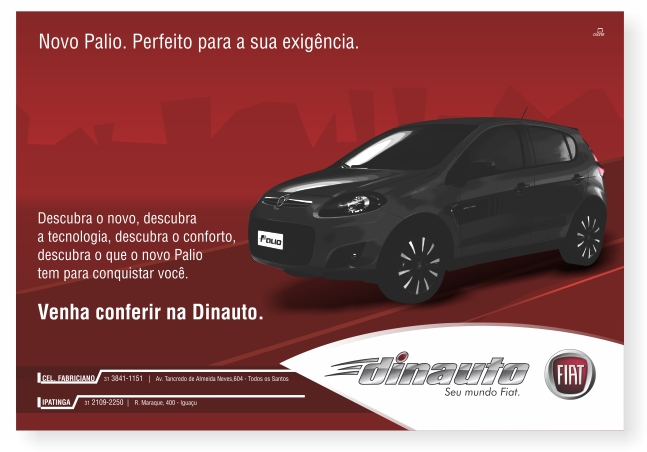 Novo Palio. Perfeito para a sua exigência.
Descubra o novo, descubra
a tecnologia, descubra o conforto,
descubra o que o novo Palio
tem para conquistar você.
PALIO
Venha conferir na Dinauto.
CEL. FABRICIANO 31 3841-1151 | Av. Tancredo de Almeida Neves,604 - Todos os Santos
IPATINGA 31 2109-2250 | R. Maraque, 400 - Iguaçu
dinauto
Seu mundo Fiat.
FIAT